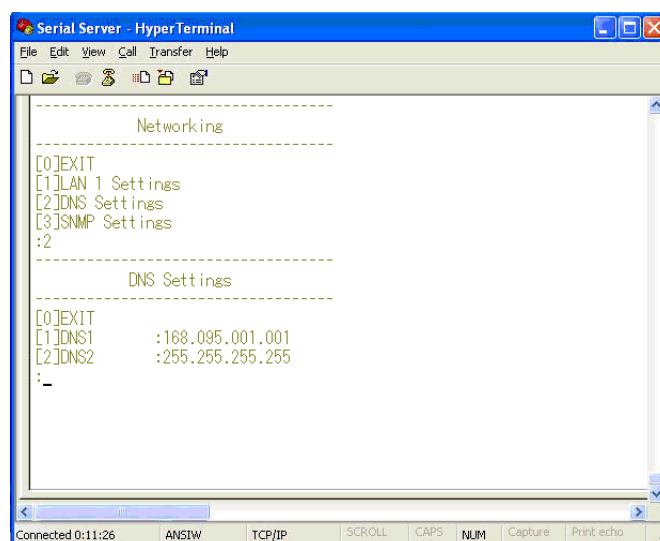 Serial Server - HyperTerminal
File Edit View Call Transfer Help
----------------------------------
Networking
----------------------------------
[0]EXIT
[1]LAN 1 Settings
[2]DNS Settings
[3]SNMP Settings
:2
----------------------------------
DNS Settings
----------------------------------
[0]EXIT
[1]DNS1 :168.095.001.001
[2]DNS2 :255.255.255.255
:_
Connected 0:11:26 ANSIW TCP/IP SCROLL CAPS NUM Capture Print echo